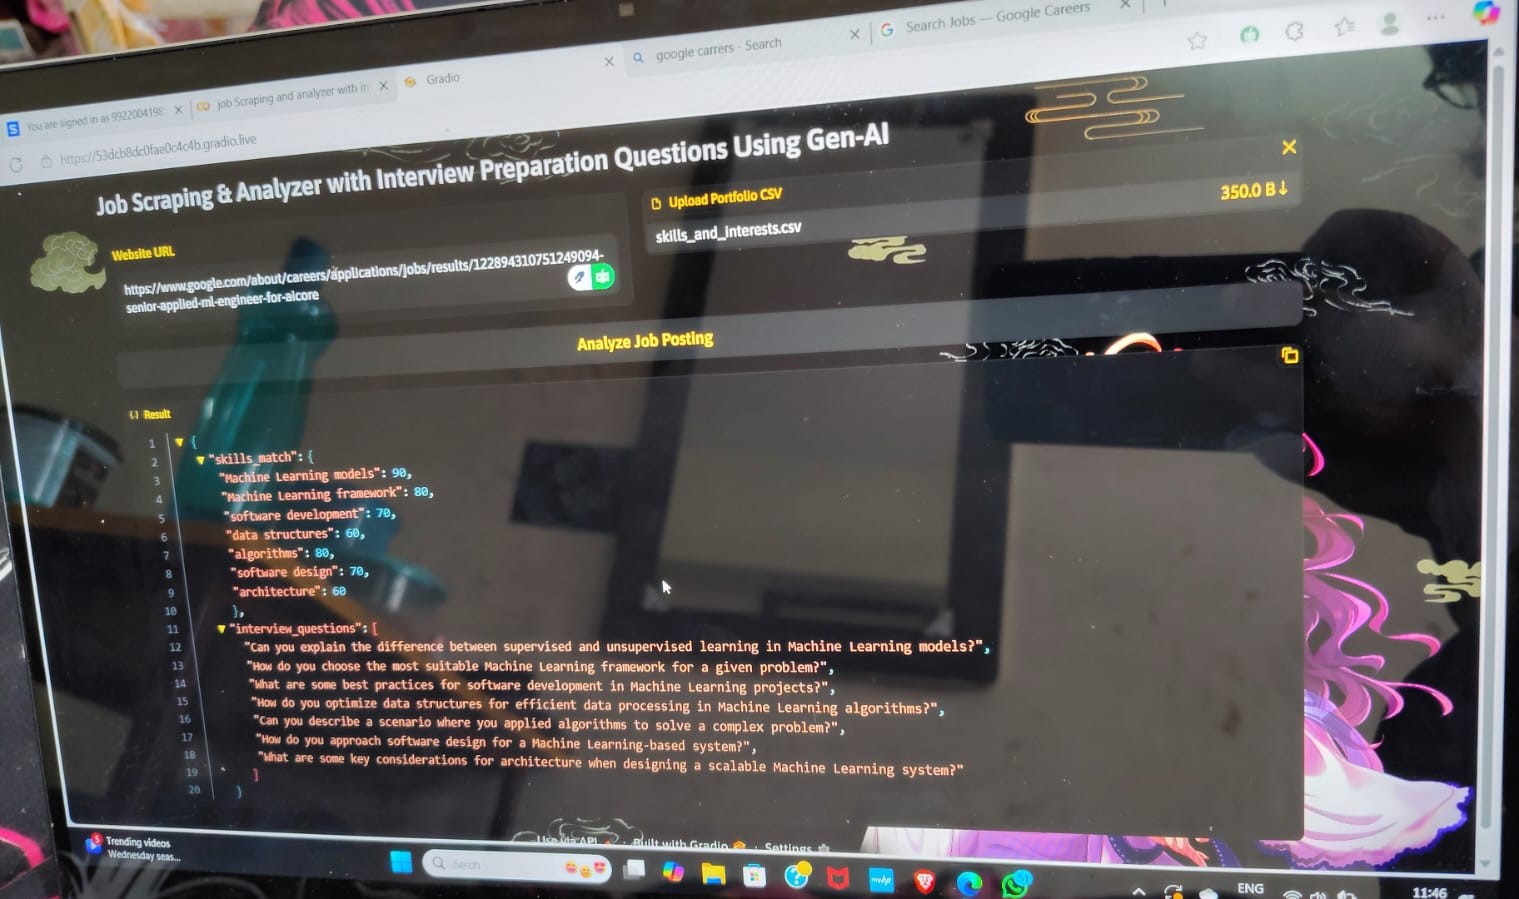 You are signed in as 992200419
job Scraping and analyzer with in
Gradio
google carrers - Search
Search Jobs — Google Careers
https://53dcb8dc0fae0c4c4b.gradio.live
Job Scraping & Analyzer with Interview Preparation Questions Using Gen-AI
Website URL
https://www.google.com/about/careers/applications/jobs/results/122894310751249094-
senior-applied-ml-engineer-for-aicore
Upload Portfolio CSV
skills_and_interests.csv
350.0 B ↓
Analyze Job Posting
{·} Result
1 {
2 "skills_match": {
3 "Machine Learning models": 90,
4 "Machine Learning framework": 80,
5 "software development": 70,
6 "data structures": 60,
7 "algorithms": 80,
8 "software design": 70,
9 "architecture": 60
10 },
11 "interview_questions": [
12 "Can you explain the difference between supervised and unsupervised learning in Machine Learning models?",
13 "How do you choose the most suitable Machine Learning framework for a given problem?",
14 "What are some best practices for software development in Machine Learning projects?",
15 "How do you optimize data structures for efficient data processing in Machine Learning algorithms?",
16 "Can you describe a scenario where you applied algorithms to solve a complex problem?",
17 "How do you approach software design for a Machine Learning-based system?",
18 "What are some key considerations for architecture when designing a scalable Machine Learning system?"
19 ]
20 }
Use via API · Built with Gradio · Settings
5
Trending videos
Wednesday seas...
Search
ENG
11:46